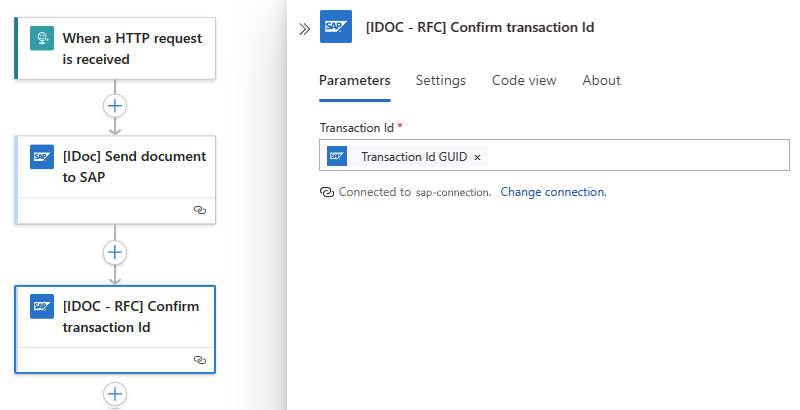 When a HTTP request
is received
SAP
[IDoc] Send document
to SAP
SAP
[IDOC - RFC] Confirm
transaction Id
SAP
[IDOC - RFC] Confirm transaction Id
Parameters
Settings
Code view
About
Transaction Id *
SAP
Transaction Id GUID ×
Connected to sap-connection. Change connection.